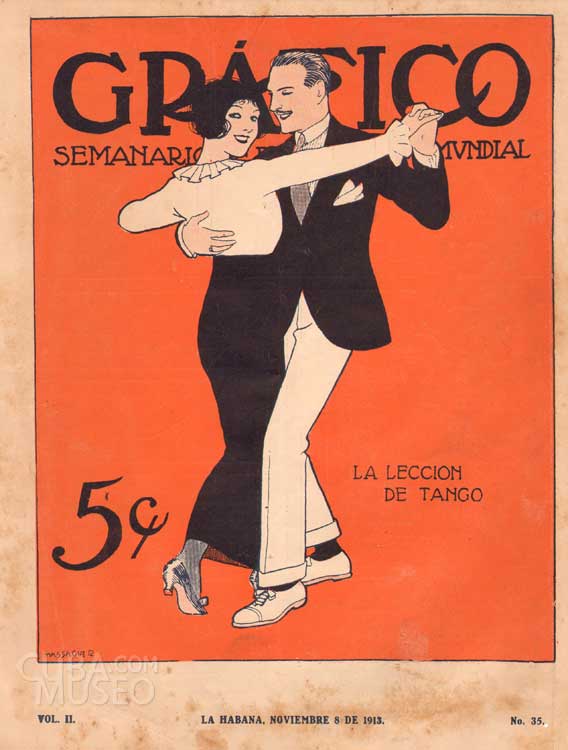 GRÁFICO
SEMANARIO MVNDIAL
LA LECCION
DE TANGO
5¢
MASSAGUER
CUBA.COM
MUSEO
VOL. II. LA HABANA, NOVIEMBRE 8 DE 1913. No. 35.